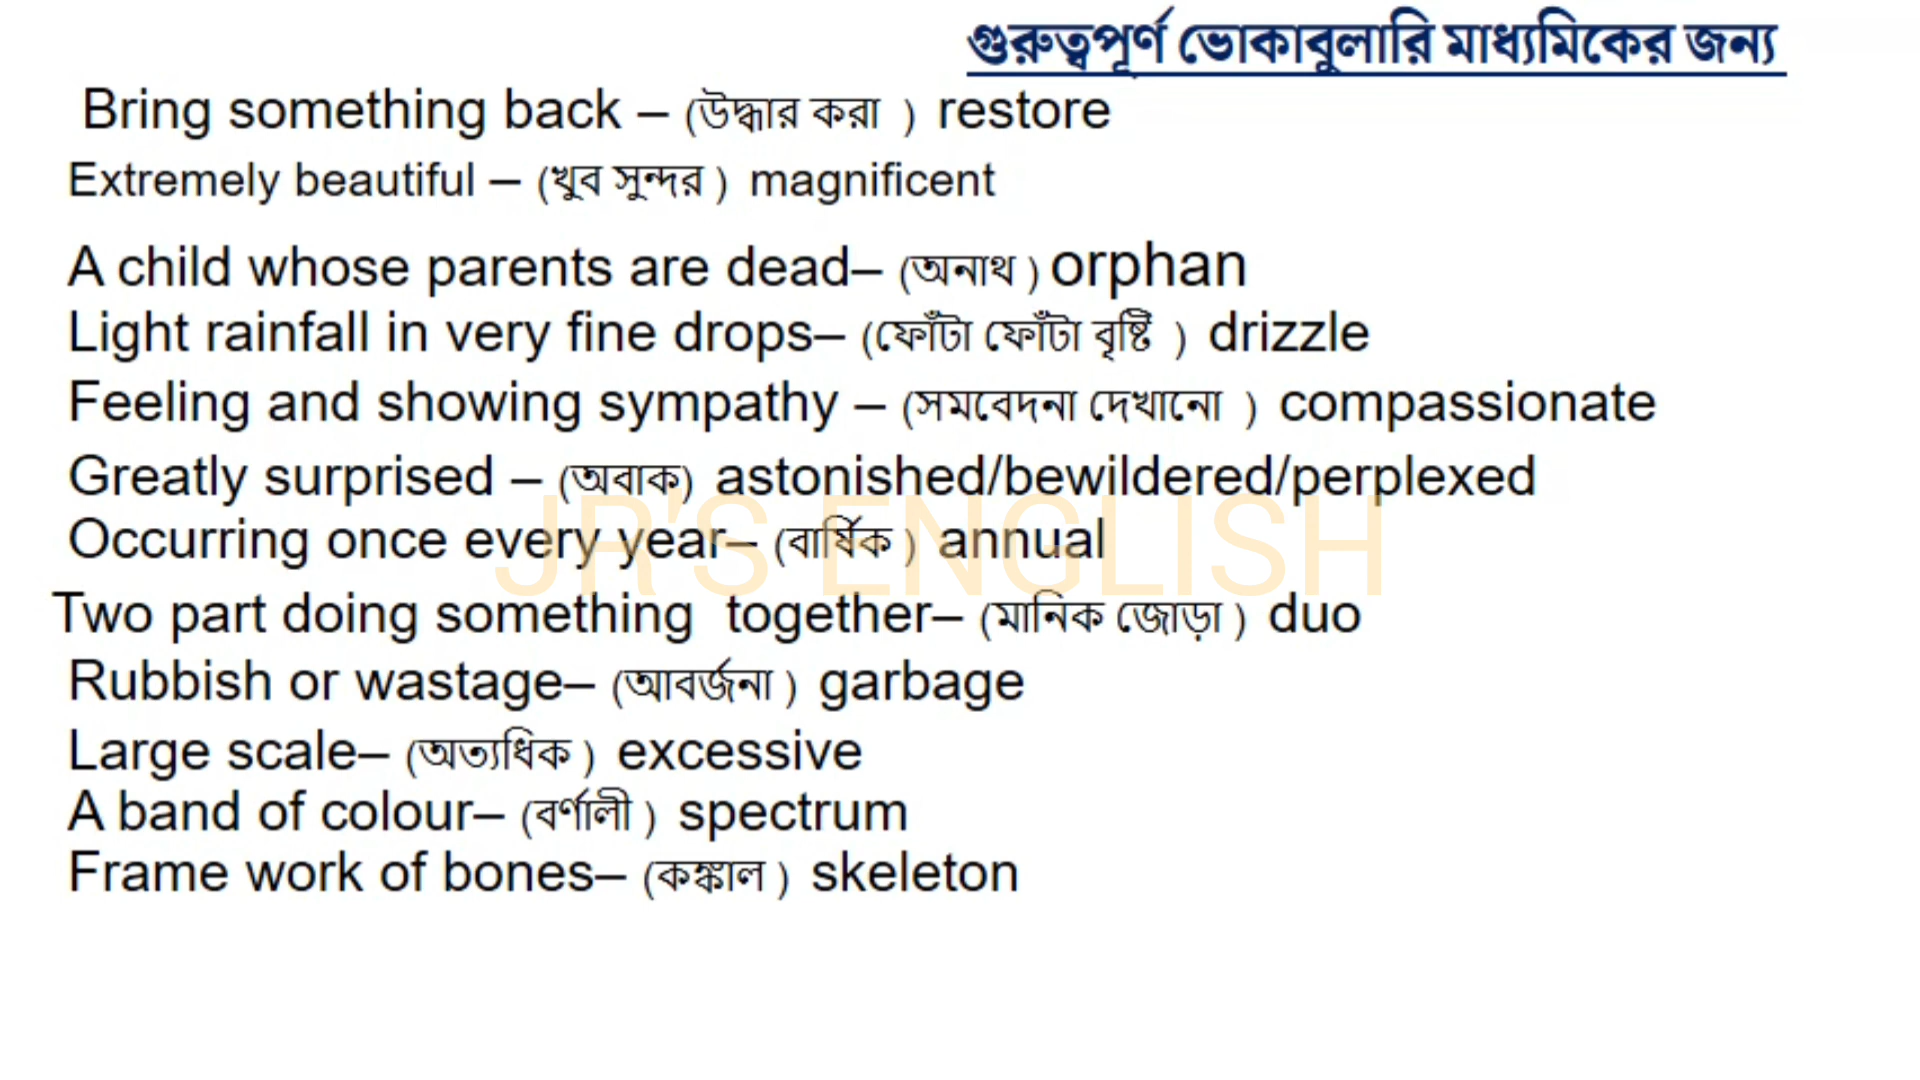 গুরুত্বপূর্ণ ভোকাবুলারি মাধ্যমিকের জন্য
Bring something back – (উদ্ধার করা ) restore
Extremely beautiful – (খুব সুন্দর ) magnificent
A child whose parents are dead– (অনাথ ) orphan
Light rainfall in very fine drops– (ফোঁটা ফোঁটা বৃষ্টি ) drizzle
Feeling and showing sympathy – (সমবেদনা দেখানো ) compassionate
Greatly surprised – (অবাক) astonished/bewildered/perplexed
Occurring once every year– (বার্ষিক ) annual
JR'S ENGLISH
Two part doing something together– (মানিক জোড়া ) duo
Rubbish or wastage– (আবর্জনা ) garbage
Large scale– (অত্যধিক ) excessive
A band of colour– (বর্ণালী ) spectrum
Frame work of bones– (কঙ্কাল ) skeleton